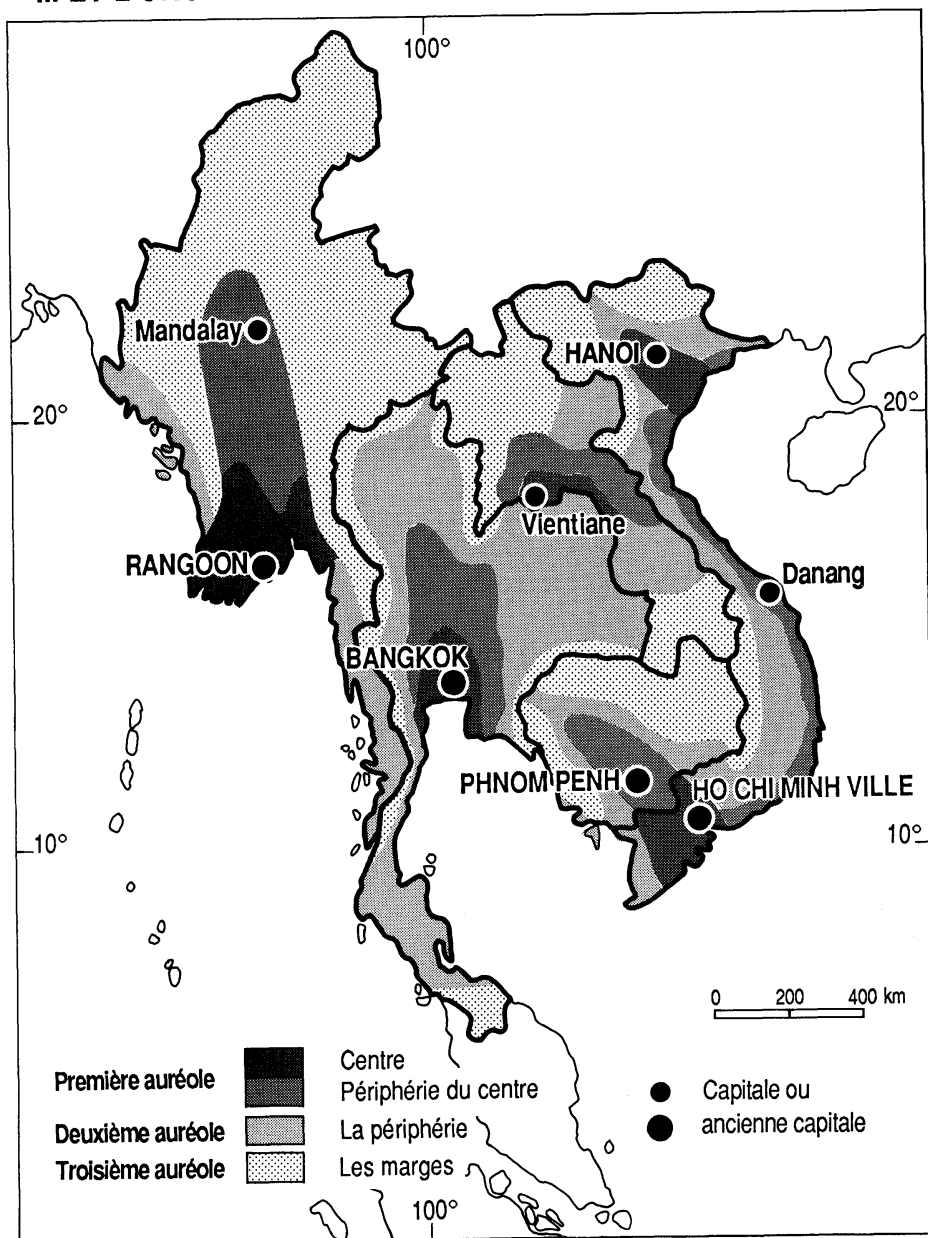 100°
Mandalay
HANOI
20°
20°
Vientiane
RANGOON
Danang
BANGKOK
PHNOM PENH
HO CHI MINH VILLE
10°
10°
0 200 400 km
Première auréole
Centre
Périphérie du centre
Deuxième auréole
La périphérie
Troisième auréole
Les marges
Capitale ou
ancienne capitale
100°